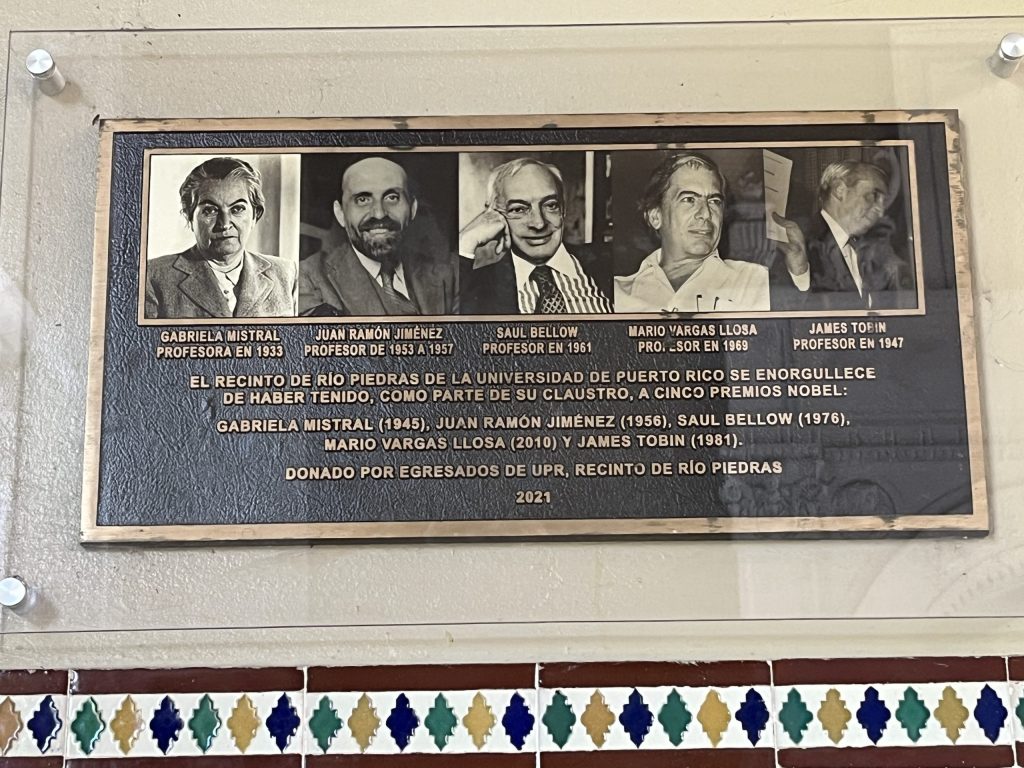 GABRIELA MISTRAL
PROFESORA EN 1933
JUAN RAMÓN JIMÉNEZ
PROFESOR DE 1953 A 1957
SAUL BELLOW
PROFESOR EN 1961
MARIO VARGAS LLOSA
PROFESOR EN 1969
JAMES TOBIN
PROFESOR EN 1947
EL RECINTO DE RÍO PIEDRAS DE LA UNIVERSIDAD DE PUERTO RICO SE ENORGULLECE
DE HABER TENIDO, COMO PARTE DE SU CLAUSTRO, A CINCO PREMIOS NOBEL:
GABRIELA MISTRAL (1945), JUAN RAMÓN JIMÉNEZ (1956), SAUL BELLOW (1976),
MARIO VARGAS LLOSA (2010) Y JAMES TOBIN (1981).
DONADO POR EGRESADOS DE UPR, RECINTO DE RÍO PIEDRAS
2021